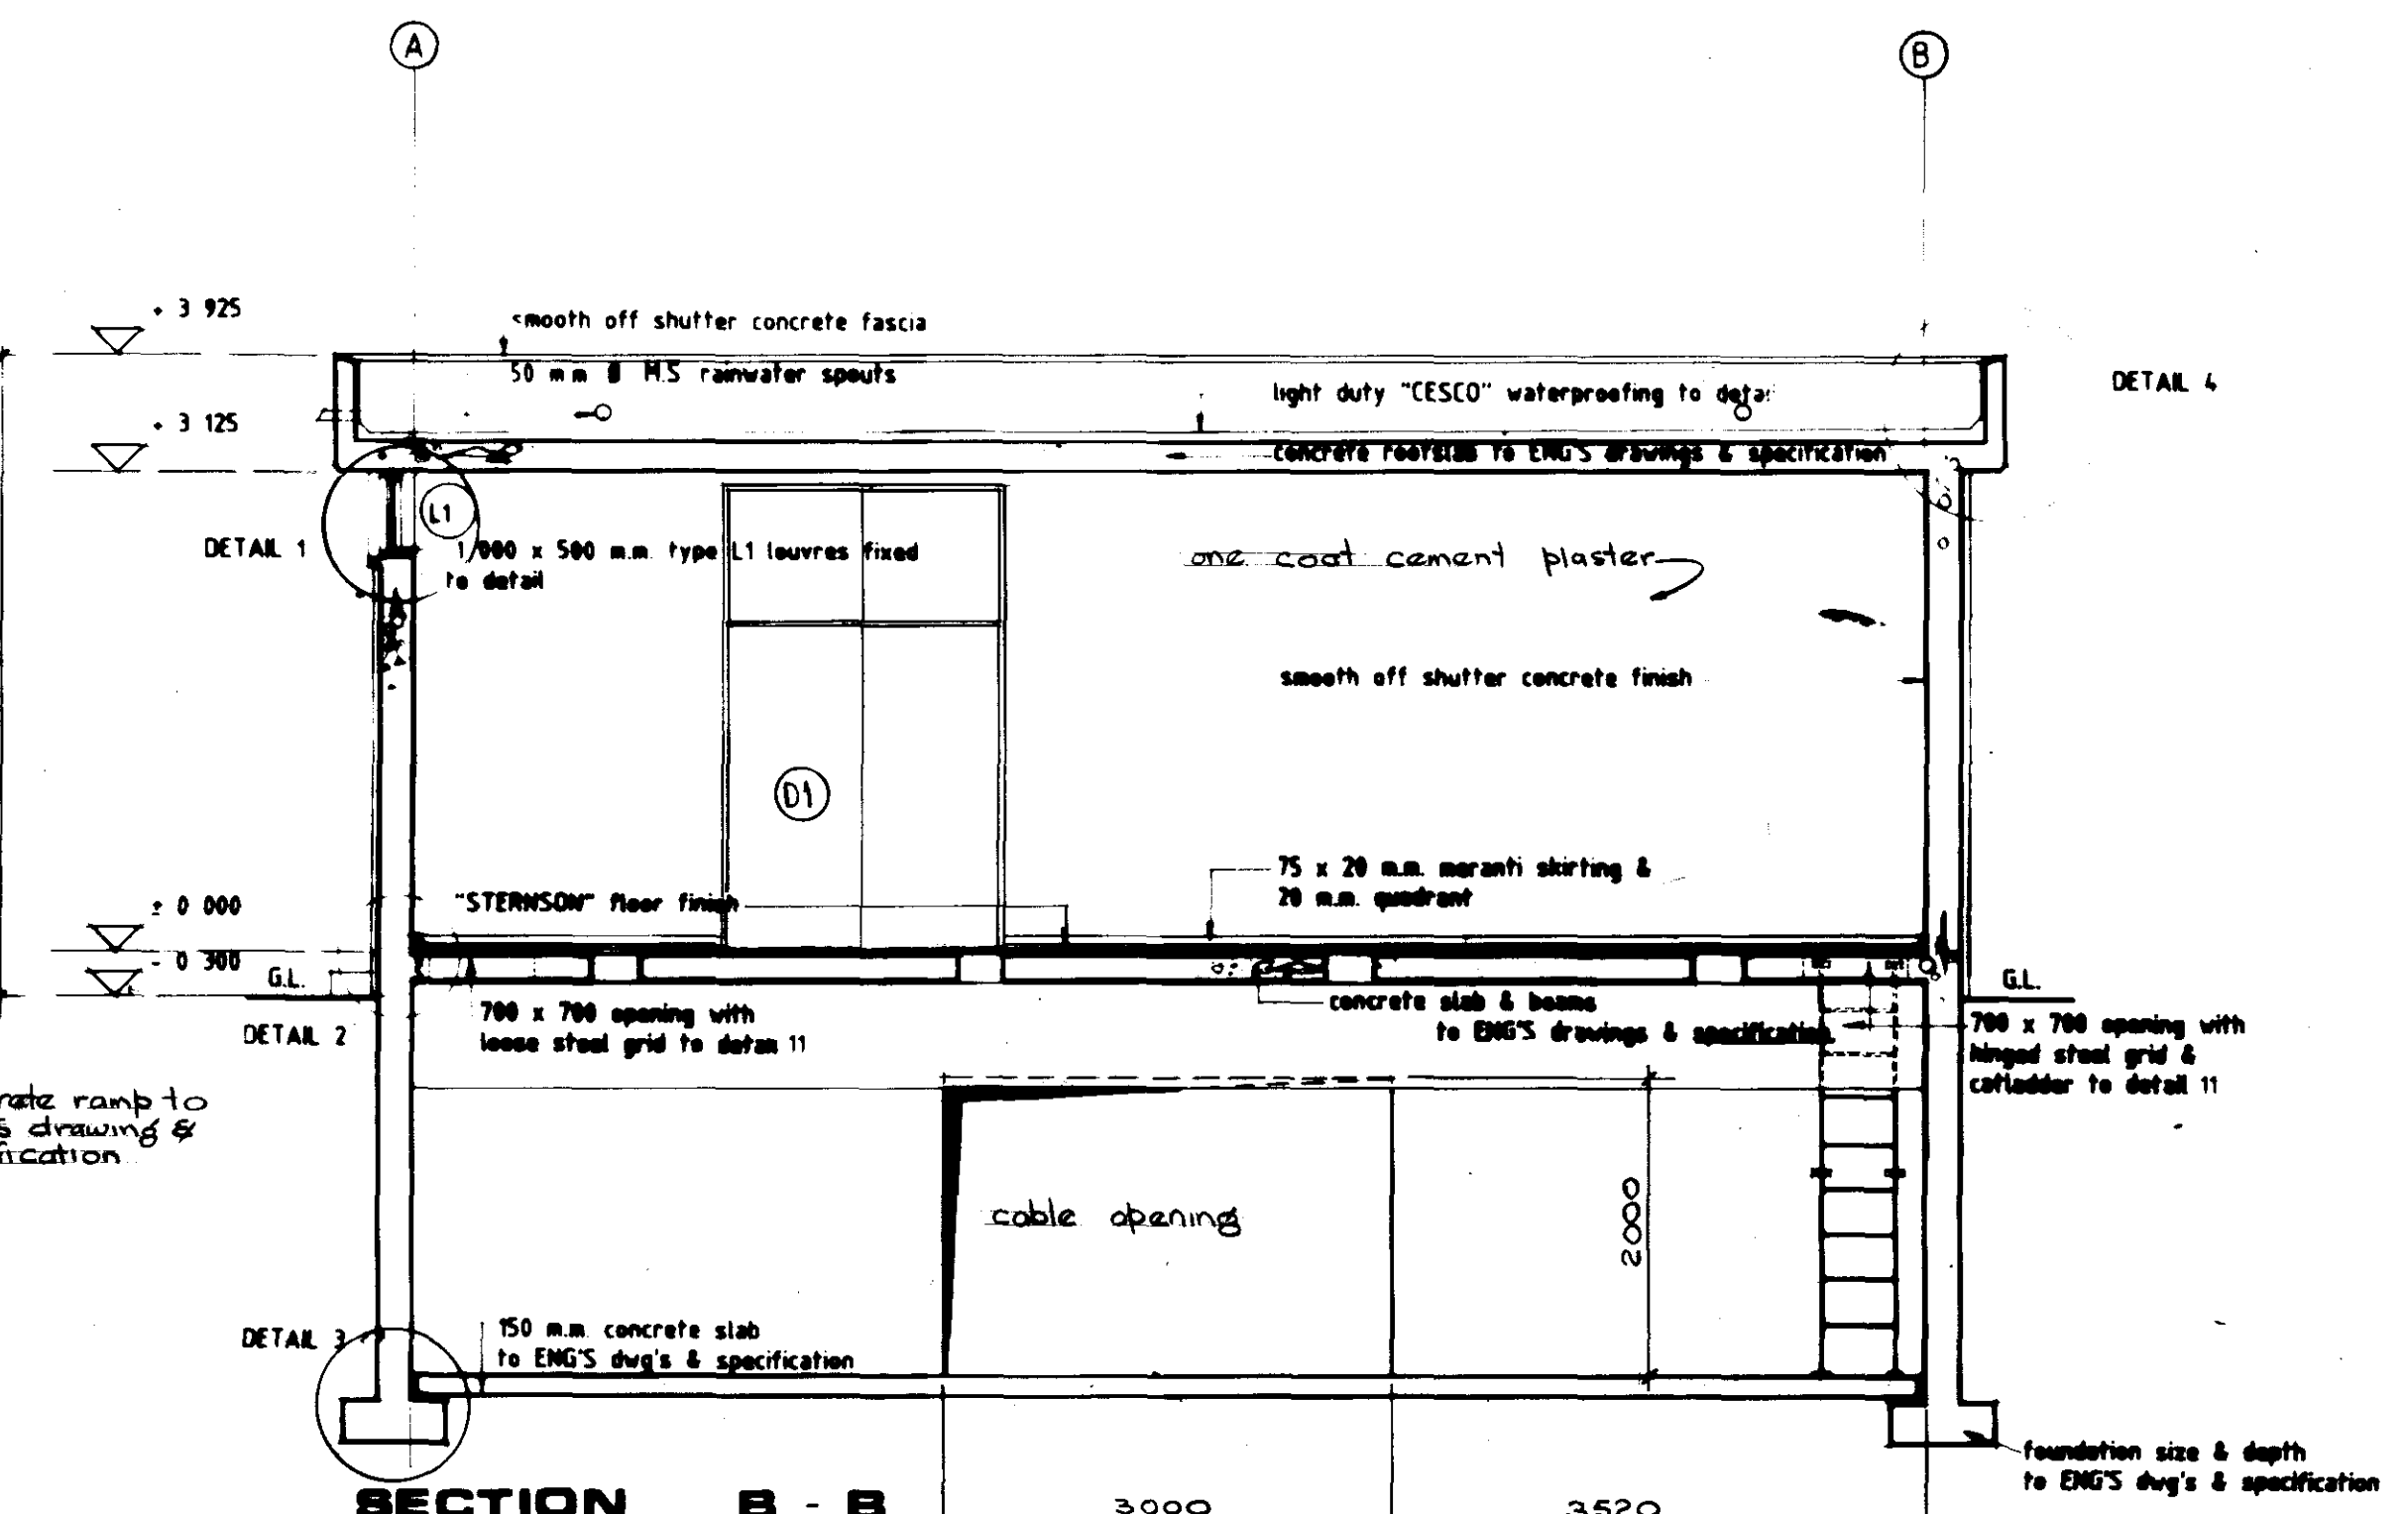 A
B
+ 3 925
smooth off shutter concrete fascia
50 mm Ø M.S rainwater spouts
light duty "CESCO" waterproofing to
DETAIL 4
+ 3 125
concrete roofslab to ENG'S drawings & specification
L1
DETAIL 1
1 000 x 500 m.m. type L1 louvres fixed
to detail
one coat cement plaster
smooth off shutter concrete finish
D1
75 x 20 m.m. meranti skirting &
20 m.m. quadrant
"STERNSON" floor finish
± 0 000
- 0 300
G.L.
G.L.
DETAIL 2
700 x 700 opening with
loose steel grid to detail 11
concrete slab & beams
to ENG'S drawings & specification
700 x 700 opening with
hinged steel grid &
catladder to detail 11
ramp to
drawing &
cable opening
2000
DETAIL 3
150 m.m. concrete slab
to ENG'S dwg's & specification
foundation size & depth
to ENG'S dwg's & specification
SECTION B - B
3000
3520